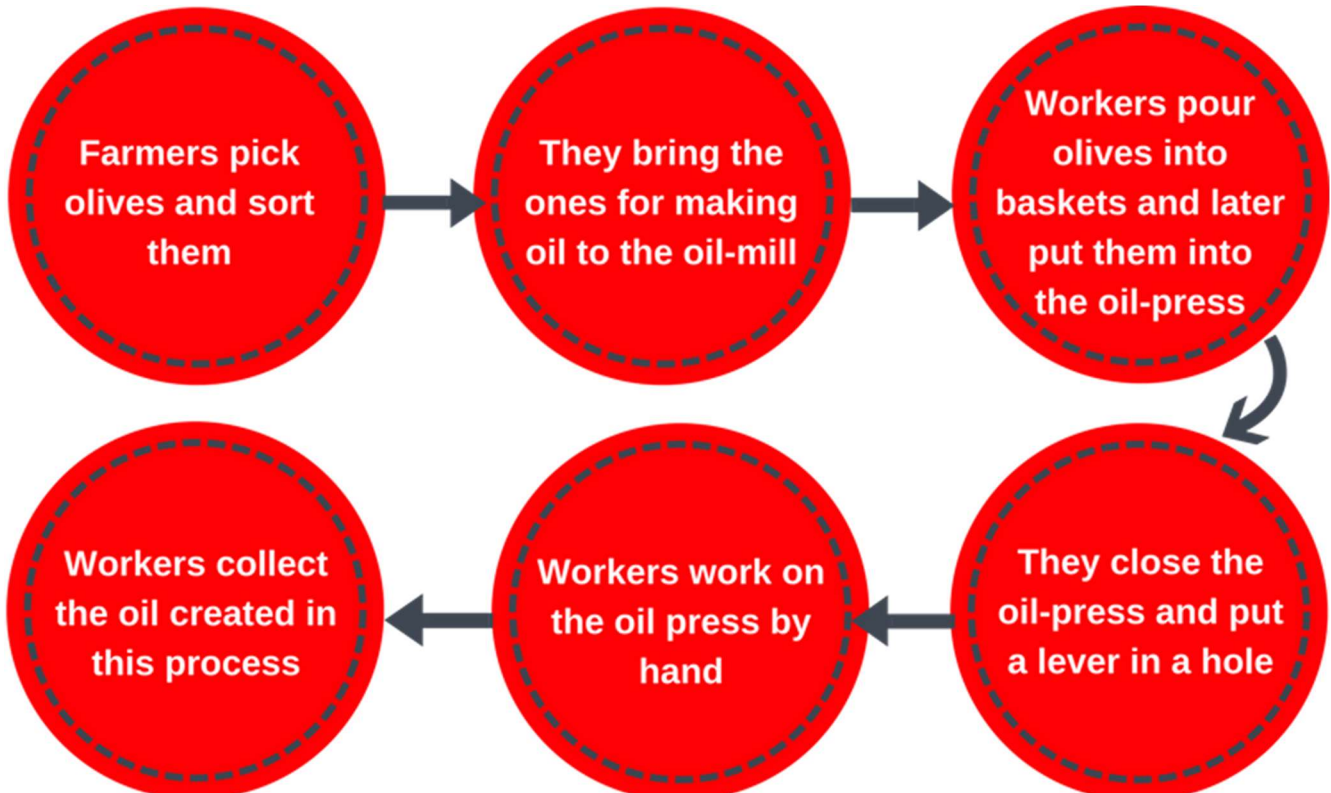 Farmers pick
olives and sort
them
They bring the
ones for making
oil to the oil-mill
Workers pour
olives into
baskets and later
put them into
the oil-press
They close the
oil-press and put
a lever in a hole
Workers work on
the oil press by
hand
Workers collect
the oil created in
this process